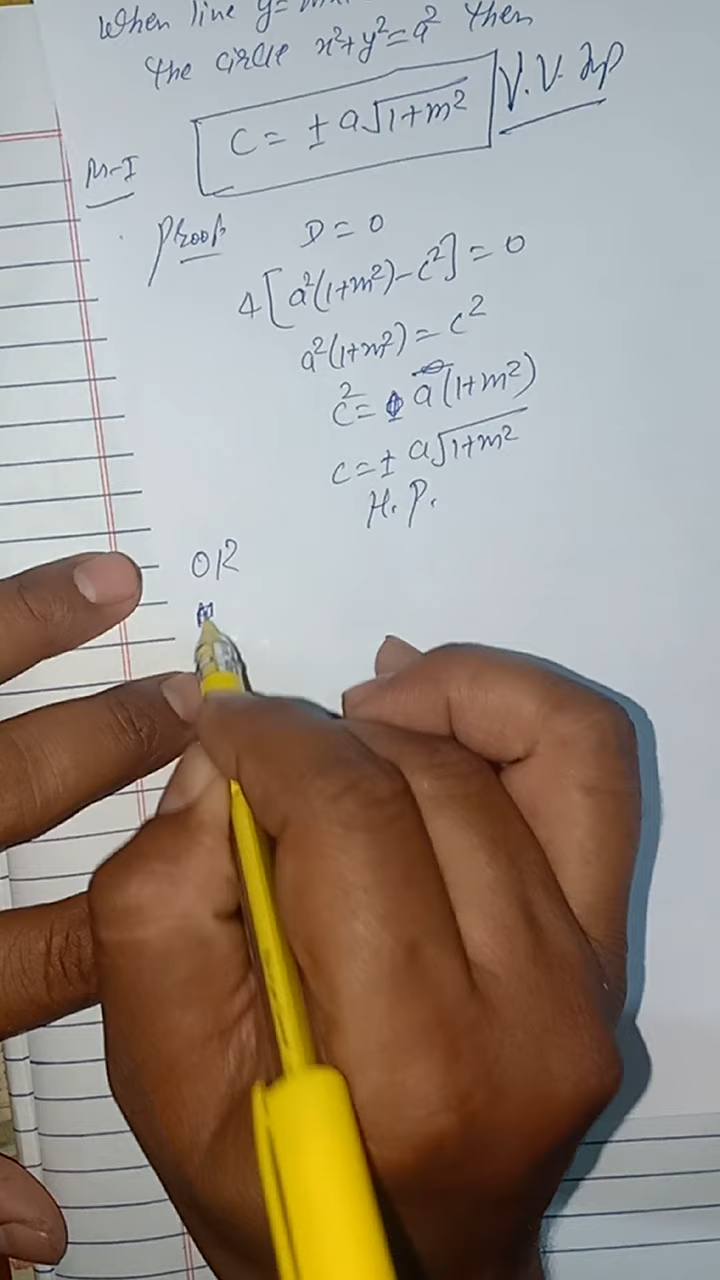 When line y=
the circle x²+y²=a² then
C = ± a√1+m² V.V. Imp
M-I
Proof D = 0
4[a²(1+m²)-c²] = 0
a²(1+m²) = c²
c²= a(1+m²)
c = ± a√1+m²
H.P.
OR